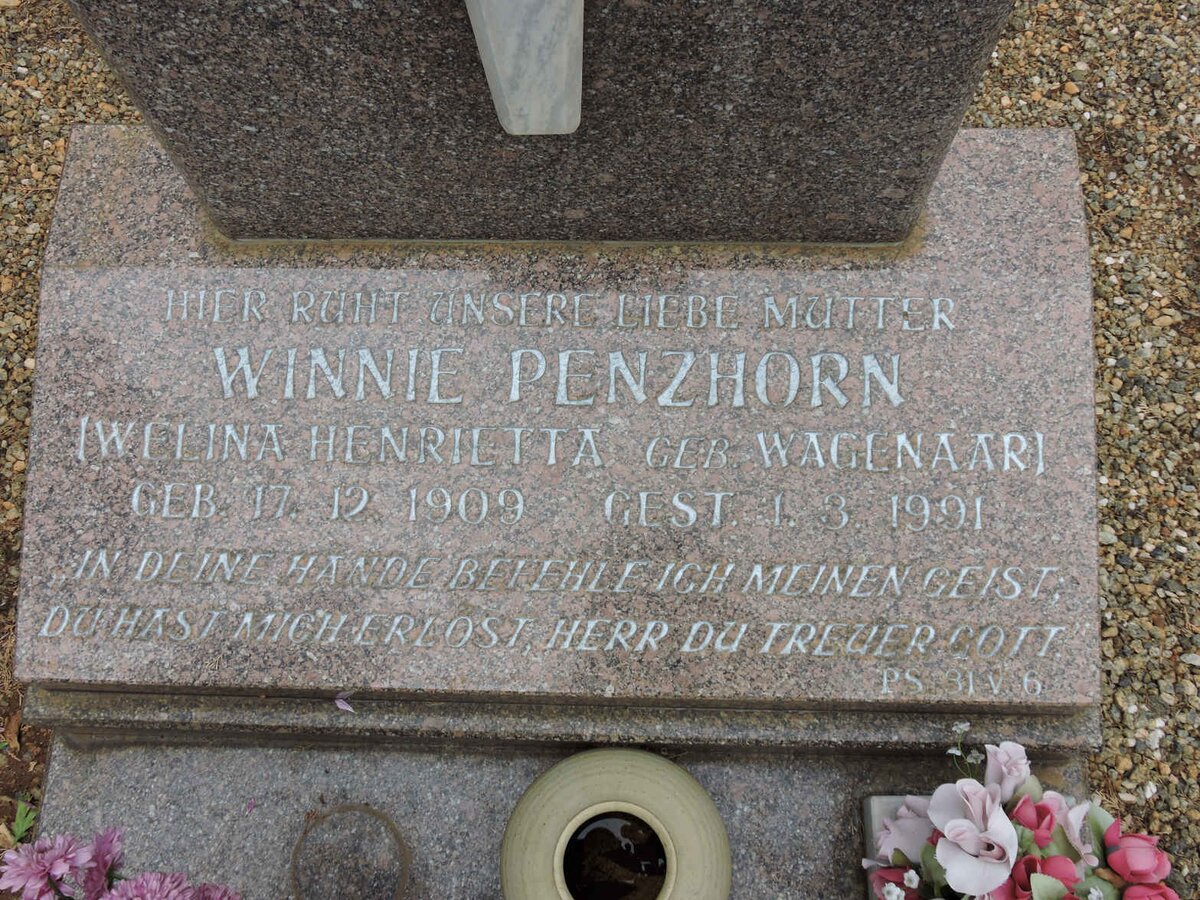 HIER RUHT UNSERE LIEBE MUTTER
WINNIE PENZHORN
(WELINA HENRIETTA GEB. WAGENAAR)
GEB. 17. 12. 1909 GEST. 1. 3. 1991
„IN DEINE HÄNDE BEFEHLE ICH MEINEN GEIST;
DU HAST MICH ERLÖST, HERR DU TREUER GOTT.
PS. 31 V. 6.